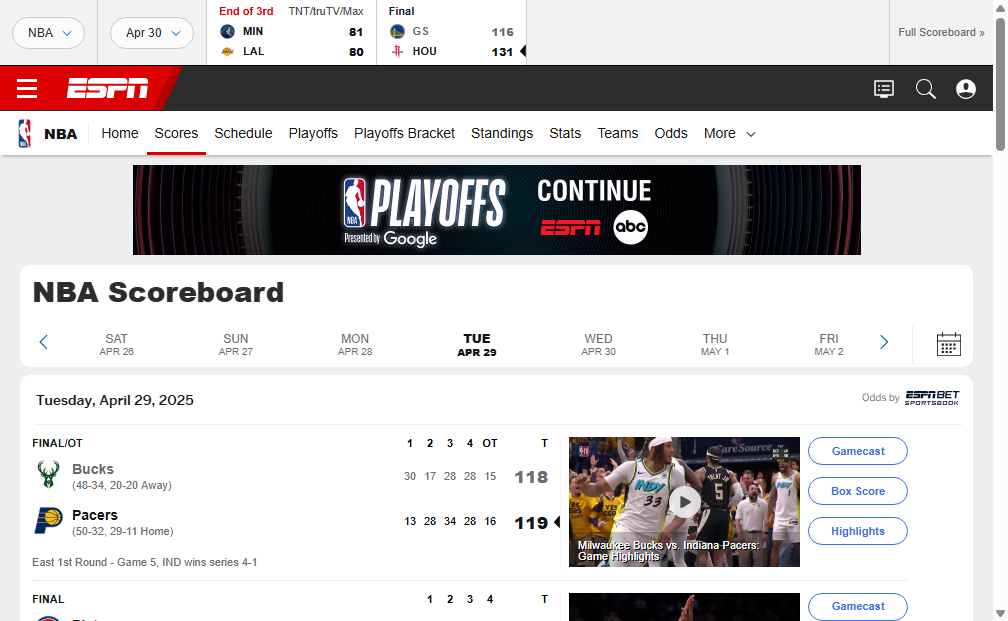 NBA
Apr 30
End of 3rd TNT/truTV/Max
MIN 81
LAL 80
Final
GS 116
HOU 131
Full Scoreboard »
ESPN
NBA Home Scores Schedule Playoffs Playoffs Bracket Standings Stats Teams Odds More
NBA PLAYOFFS
Presented by Google
CONTINUE
ESPN abc
NBA Scoreboard
SAT
APR 26
SUN
APR 27
MON
APR 28
TUE
APR 29
WED
APR 30
THU
MAY 1
FRI
MAY 2
Tuesday, April 29, 2025
Odds by ESPN BET SPORTSBOOK
FINAL/OT 1 2 3 4 OT T
Bucks 30 17 28 28 15 118
(48-34, 20-20 Away)
Pacers 13 28 34 28 16 119
(50-32, 29-11 Home)
East 1st Round - Game 5, IND wins series 4-1
INDY
33
5
Milwaukee Bucks vs. Indiana Pacers:
Game Highlights
Gamecast
Box Score
Highlights
FINAL 1 2 3 4 T
Gamecast